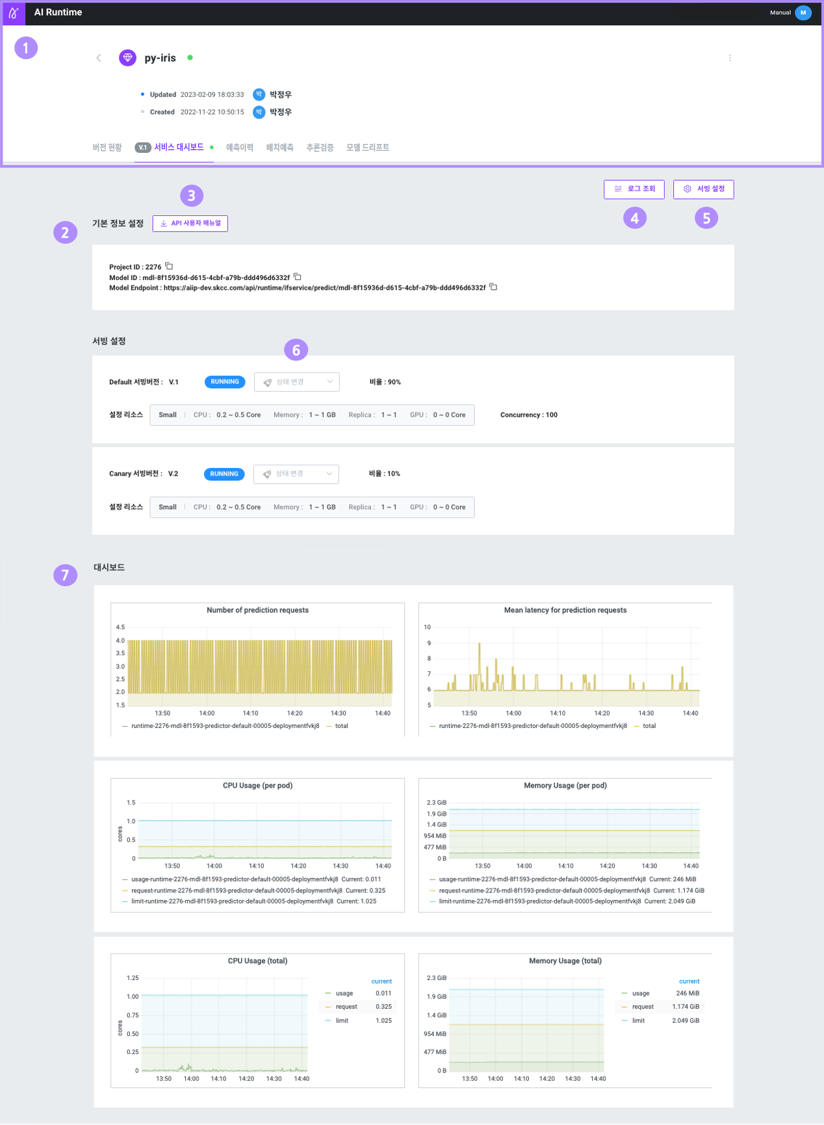 AI Runtime
Manual M
1
py-iris
Updated 2023-02-09 18:03:33 박 박정우
Created 2022-11-22 10:50:15 박 박정우
버전 현황 V.1 서비스 대시보드 예측이력 배치예측 추론검증 모델 드리프트
로그 조회 서빙 설정
3
4 5
2 기본 정보 설정 API 사용자 매뉴얼
Project ID : 2276
Model ID : mdl-8f15936d-d615-4cbf-a79b-ddd496d6332f
Model Endpoint : https://aiip-dev.skcc.com/api/runtime/ifservice/predict/mdl-8f15936d-d615-4cbf-a79b-ddd496d6332f
서빙 설정
6
Default 서빙버전 : V.1 RUNNING 상태 변경 비율 : 90%
설정 리소스 Small CPU : 0.2 ~ 0.5 Core Memory : 1 ~ 1 GB Replica : 1 ~ 1 GPU : 0 ~ 0 Core Concurrency : 100
Canary 서빙버전 : V.2 RUNNING 상태 변경 비율 : 10%
설정 리소스 Small CPU : 0.2 ~ 0.5 Core Memory : 1 ~ 1 GB Replica : 1 ~ 1 GPU : 0 ~ 0 Core
7 대시보드
Number of prediction requests
4.5
4.0
3.5
3.0
2.5
2.0
1.5
13:50 14:00 14:10 14:20 14:30 14:40
runtime-2276-mdl-8f1593-predictor-default-00005-deploymentfvkj8 total
Mean latency for prediction requests
10
9
8
7
6
5
13:50 14:00 14:10 14:20 14:30 14:40
runtime-2276-mdl-8f1593-predictor-default-00005-deploymentfvkj8 total
CPU Usage (per pod)
cores
1.5
1.0
0.5
0
13:50 14:00 14:10 14:20 14:30 14:40
usage-runtime-2276-mdl-8f1593-predictor-default-00005-deploymentfvkj8 Current: 0.011
request-runtime-2276-mdl-8f1593-predictor-default-00005-deploymentfvkj8 Current: 0.325
limit-runtime-2276-mdl-8f1593-predictor-default-00005-deploymentfvkj8 Current: 1.025
Memory Usage (per pod)
2.3 GiB
1.9 GiB
1.4 GiB
954 MiB
477 MiB
0 B
13:50 14:00 14:10 14:20 14:30 14:40
usage-runtime-2276-mdl-8f1593-predictor-default-00005-deploymentfvkj8 Current: 246 MiB
request-runtime-2276-mdl-8f1593-predictor-default-00005-deploymentfvkj8 Current: 1.174 GiB
limit-runtime-2276-mdl-8f1593-predictor-default-00005-deploymentfvkj8 Current: 2.049 GiB
CPU Usage (total)
cores
1.25
1.00
0.75
0.50
0.25
0
13:50 14:00 14:10 14:20 14:30 14:40
current
usage 0.011
request 0.325
limit 1.025
Memory Usage (total)
2.3 GiB
1.9 GiB
1.4 GiB
954 MiB
477 MiB
0 B
13:50 14:00 14:10 14:20 14:30 14:40
current
usage 246 MiB
request 1.174 GiB
limit 2.049 GiB